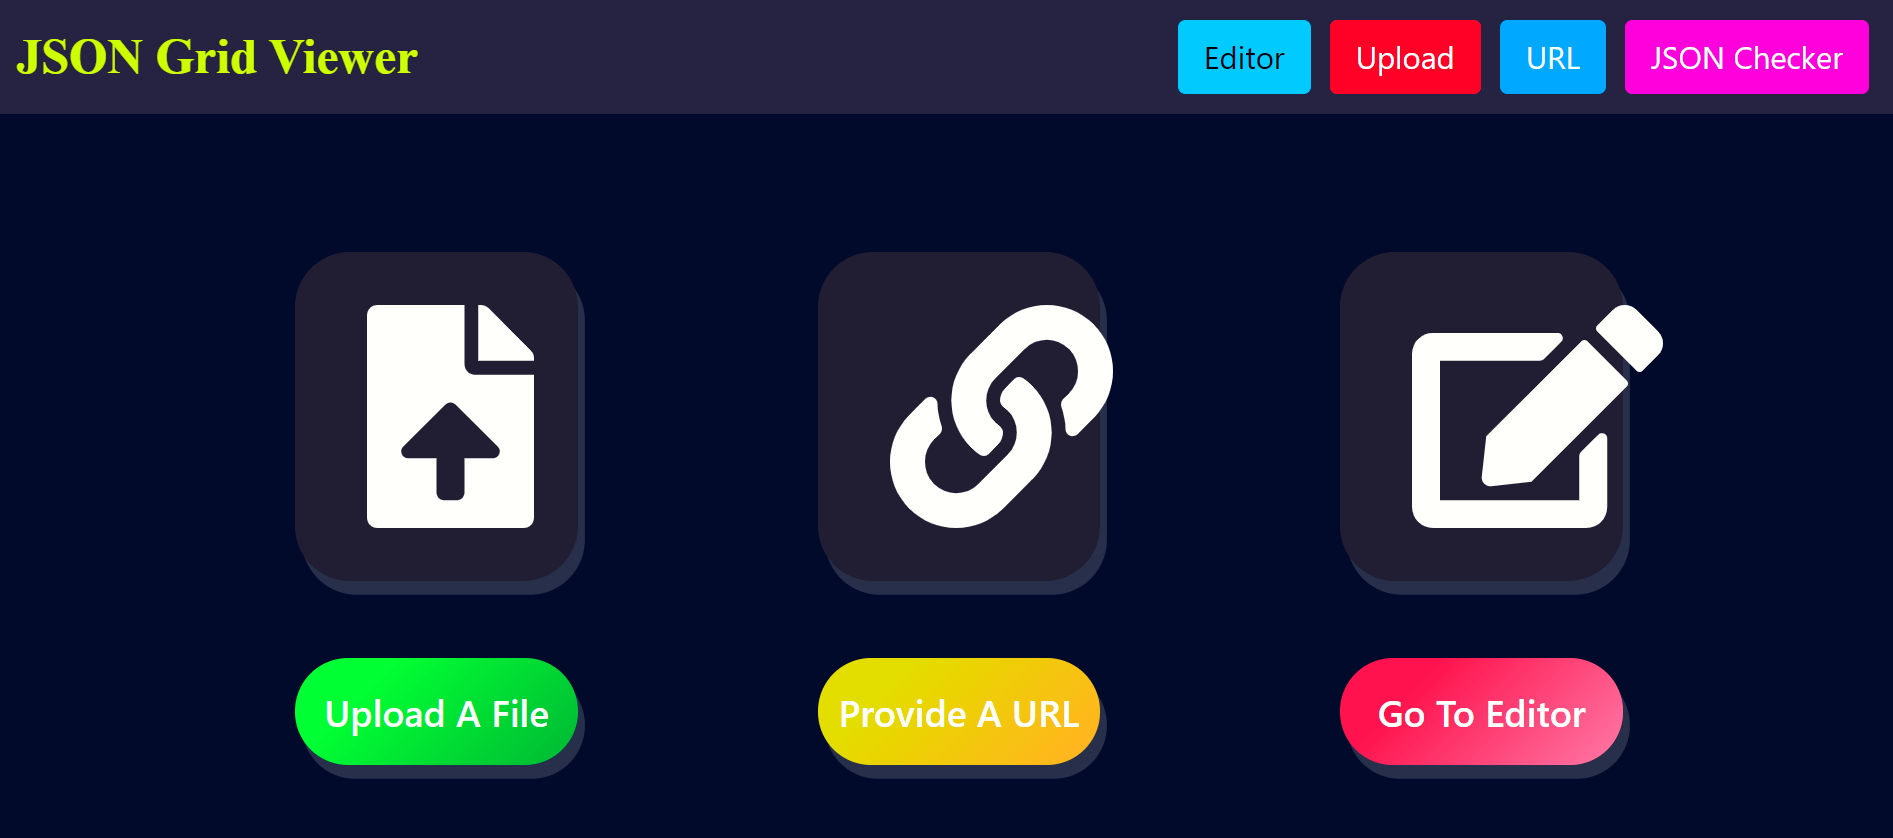 JSON Grid Viewer
Editor
Upload
URL
JSON Checker
Upload A File
Provide A URL
Go To Editor